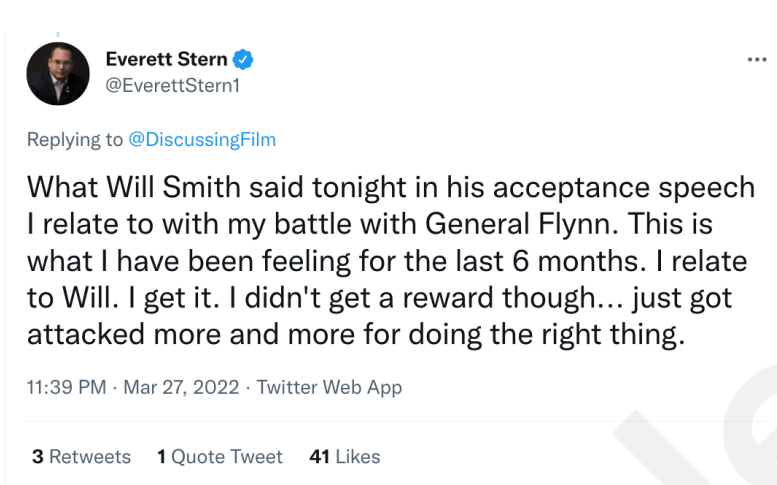 Everett Stern
@EverettStern1
Replying to @DiscussingFilm
What Will Smith said tonight in his acceptance speech
I relate to with my battle with General Flynn. This is
what I have been feeling for the last 6 months. I relate
to Will. I get it. I didn't get a reward though... just got
attacked more and more for doing the right thing.
11:39 PM · Mar 27, 2022 · Twitter Web App
3 Retweets 1 Quote Tweet 41 Likes